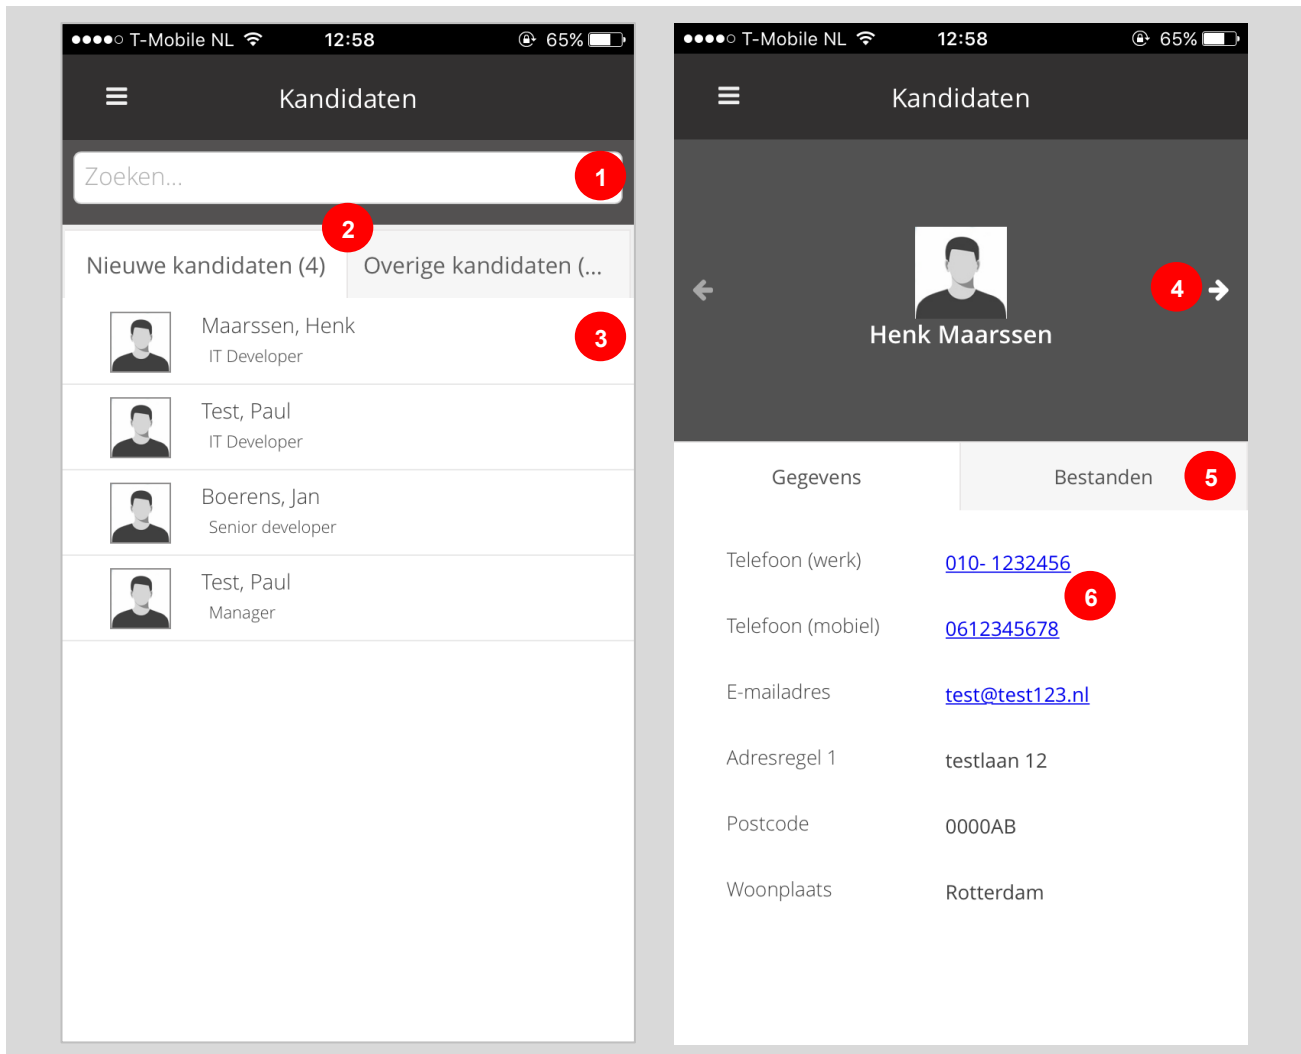 T-Mobile NL 12:58 65%
Kandidaten
Zoeken...
1
2
Nieuwe kandidaten (4) Overige kandidaten (...
Maarssen, Henk
IT Developer
3
Test, Paul
IT Developer
Boerens, Jan
Senior developer
Test, Paul
Manager
T-Mobile NL 12:58 65%
Kandidaten
4
Henk Maarssen
Gegevens Bestanden 5
Telefoon (werk) 010- 1232456
6
Telefoon (mobiel) 0612345678
E-mailadres test@test123.nl
Adresregel 1 testlaan 12
Postcode 0000AB
Woonplaats Rotterdam